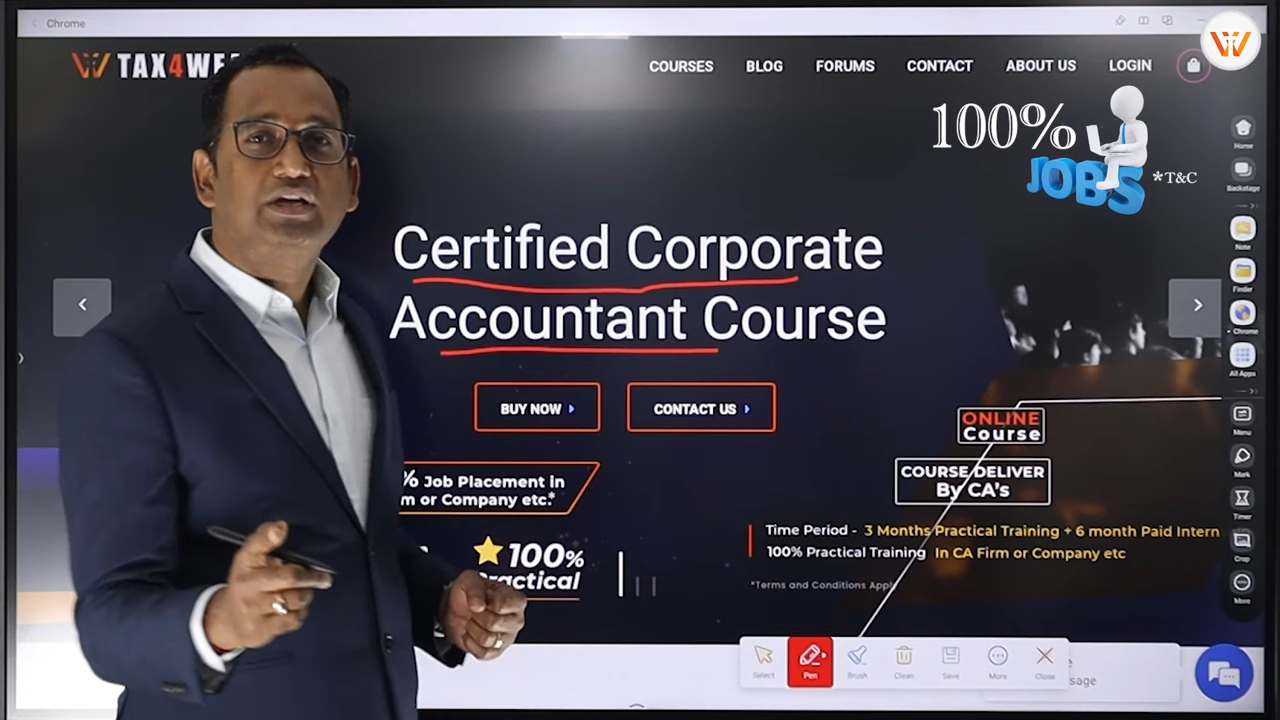 Chrome
TAX4WE
COURSES
BLOG
FORUMS
CONTACT
ABOUT US
LOGIN
100%
JOBS
*T&C
Home
Backstage
Note
Finder
Chrome
All Apps
Menu
Mark
Timer
Crop
More
Certified Corporate
Accountant Course
BUY NOW
CONTACT US
% Job Placement in
m or Company etc.*
100%
Practical
ONLINE
Course
COURSE DELIVER
By CA's
Time Period - 3 Months Practical Training + 6 month Paid Intern
100% Practical Training In CA Firm or Company etc
*Terms and Conditions Apply
Select
Pen
Brush
Clean
Save
More
Close
sage